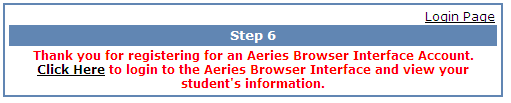 Login Page
Step 6
Thank you for registering for an Aeries Browser Interface Account.
Click Here to login to the Aeries Browser Interface and view your
student's information.